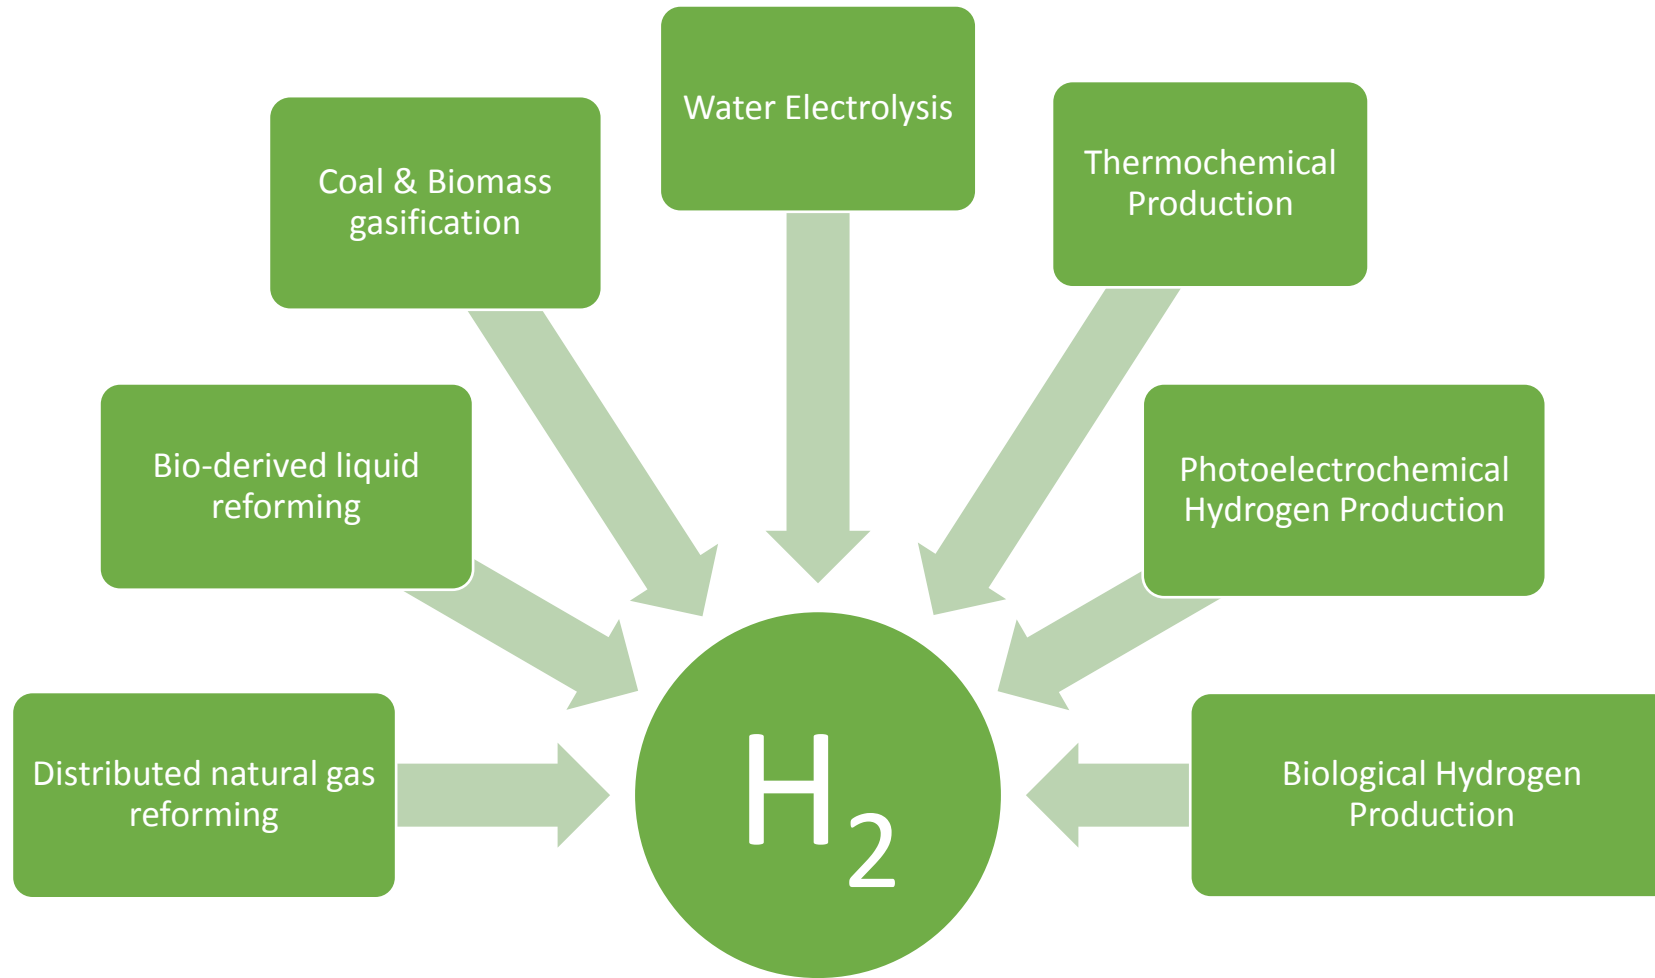 Water Electrolysis
Coal & Biomass
gasification
Thermochemical
Production
Bio-derived liquid
reforming
Photoelectrochemical
Hydrogen Production
Distributed natural gas
reforming
H₂
Biological Hydrogen
Production